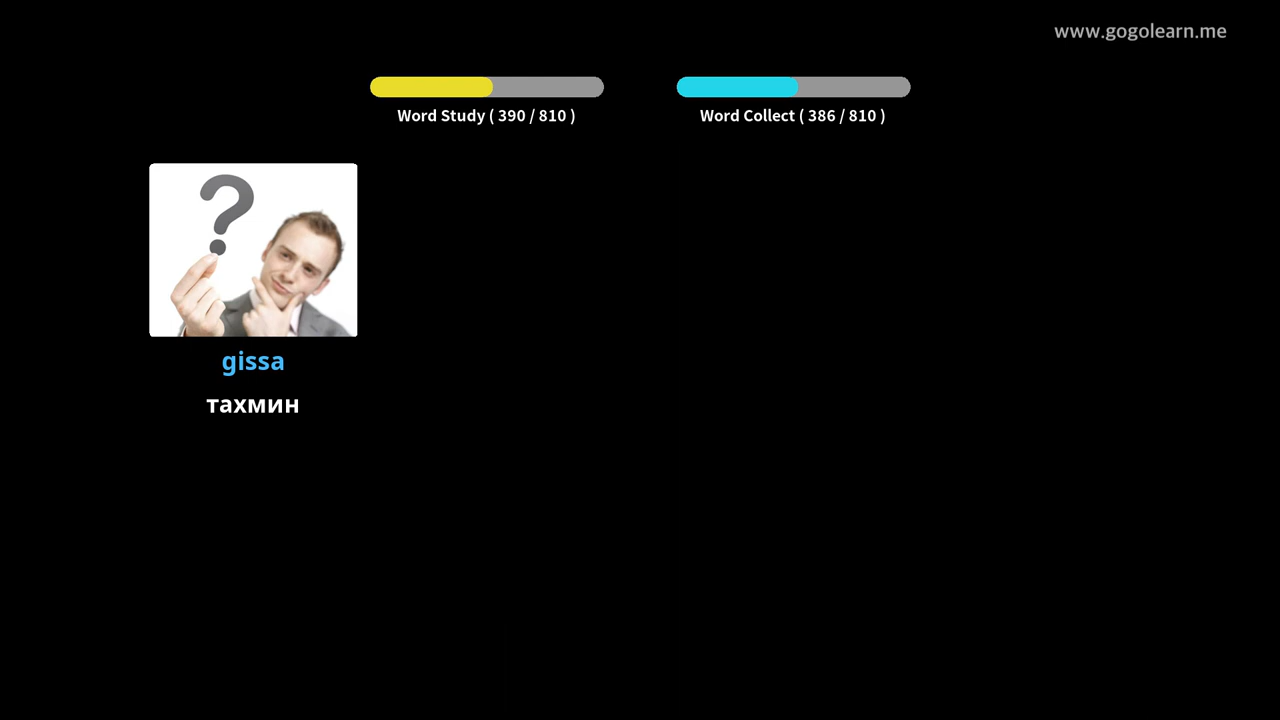 www.gogolearn.me
Word Study ( 390 / 810 )
Word Collect ( 386 / 810 )
?
gissa
тахмин